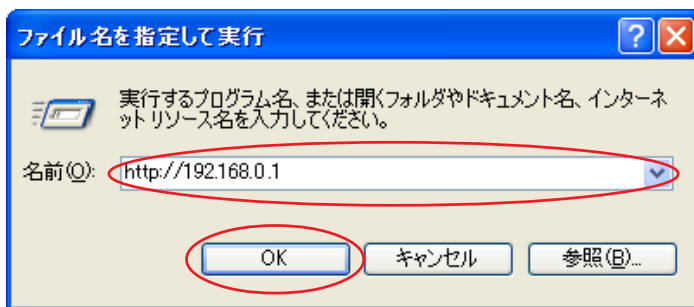 ファイル名を指定して実行
実行するプログラム名、または開くフォルダやドキュメント名、インターネ
ットリソース名を入力してください。
名前(O): http://192.168.0.1
OK キャンセル 参照(B)...